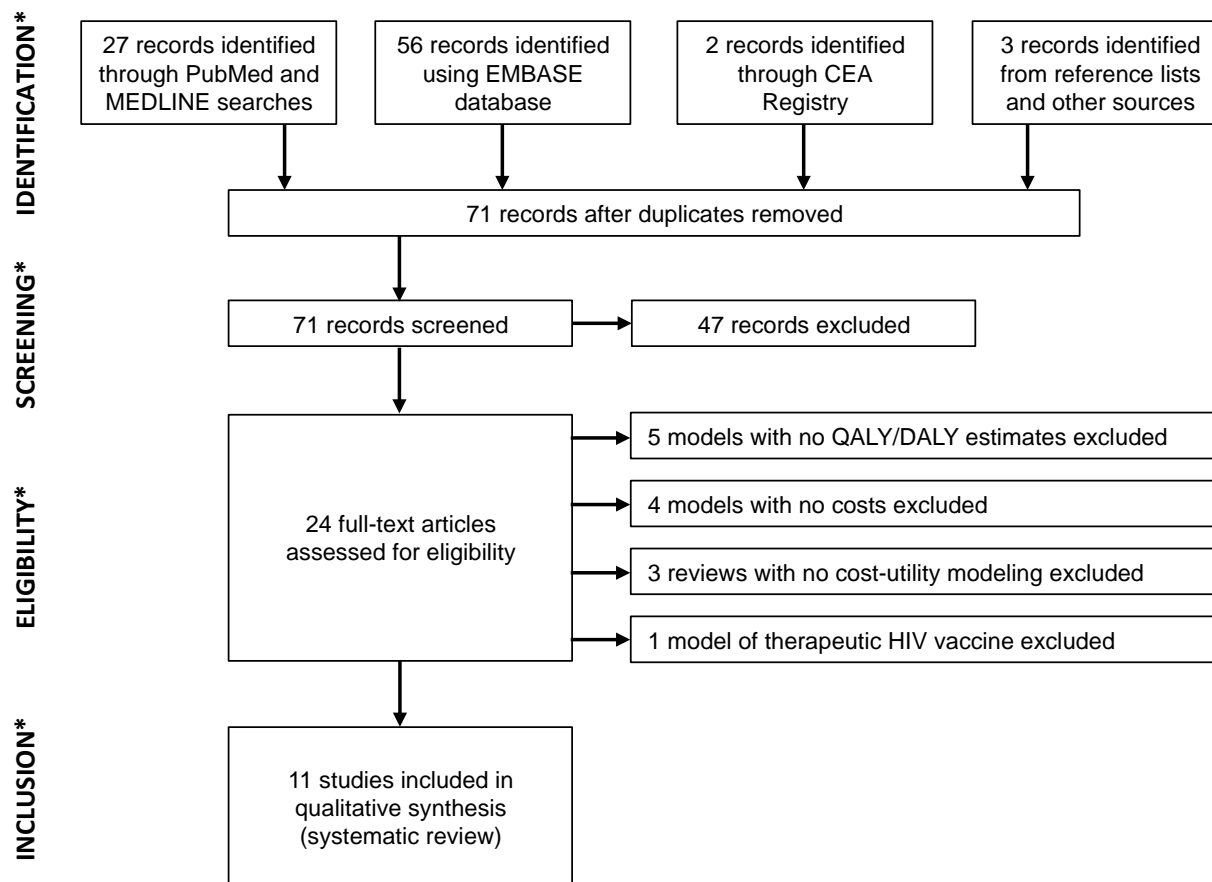 IDENTIFICATION*
27 records identified
through PubMed and
MEDLINE searches
56 records identified
using EMBASE
database
2 records identified
through CEA
Registry
3 records identified
from reference lists
and other sources
71 records after duplicates removed
SCREENING*
71 records screened
47 records excluded
ELIGIBILITY*
24 full-text articles
assessed for eligibility
5 models with no QALY/DALY estimates excluded
4 models with no costs excluded
3 reviews with no cost-utility modeling excluded
1 model of therapeutic HIV vaccine excluded
INCLUSION*
11 studies included in
qualitative synthesis
(systematic review)